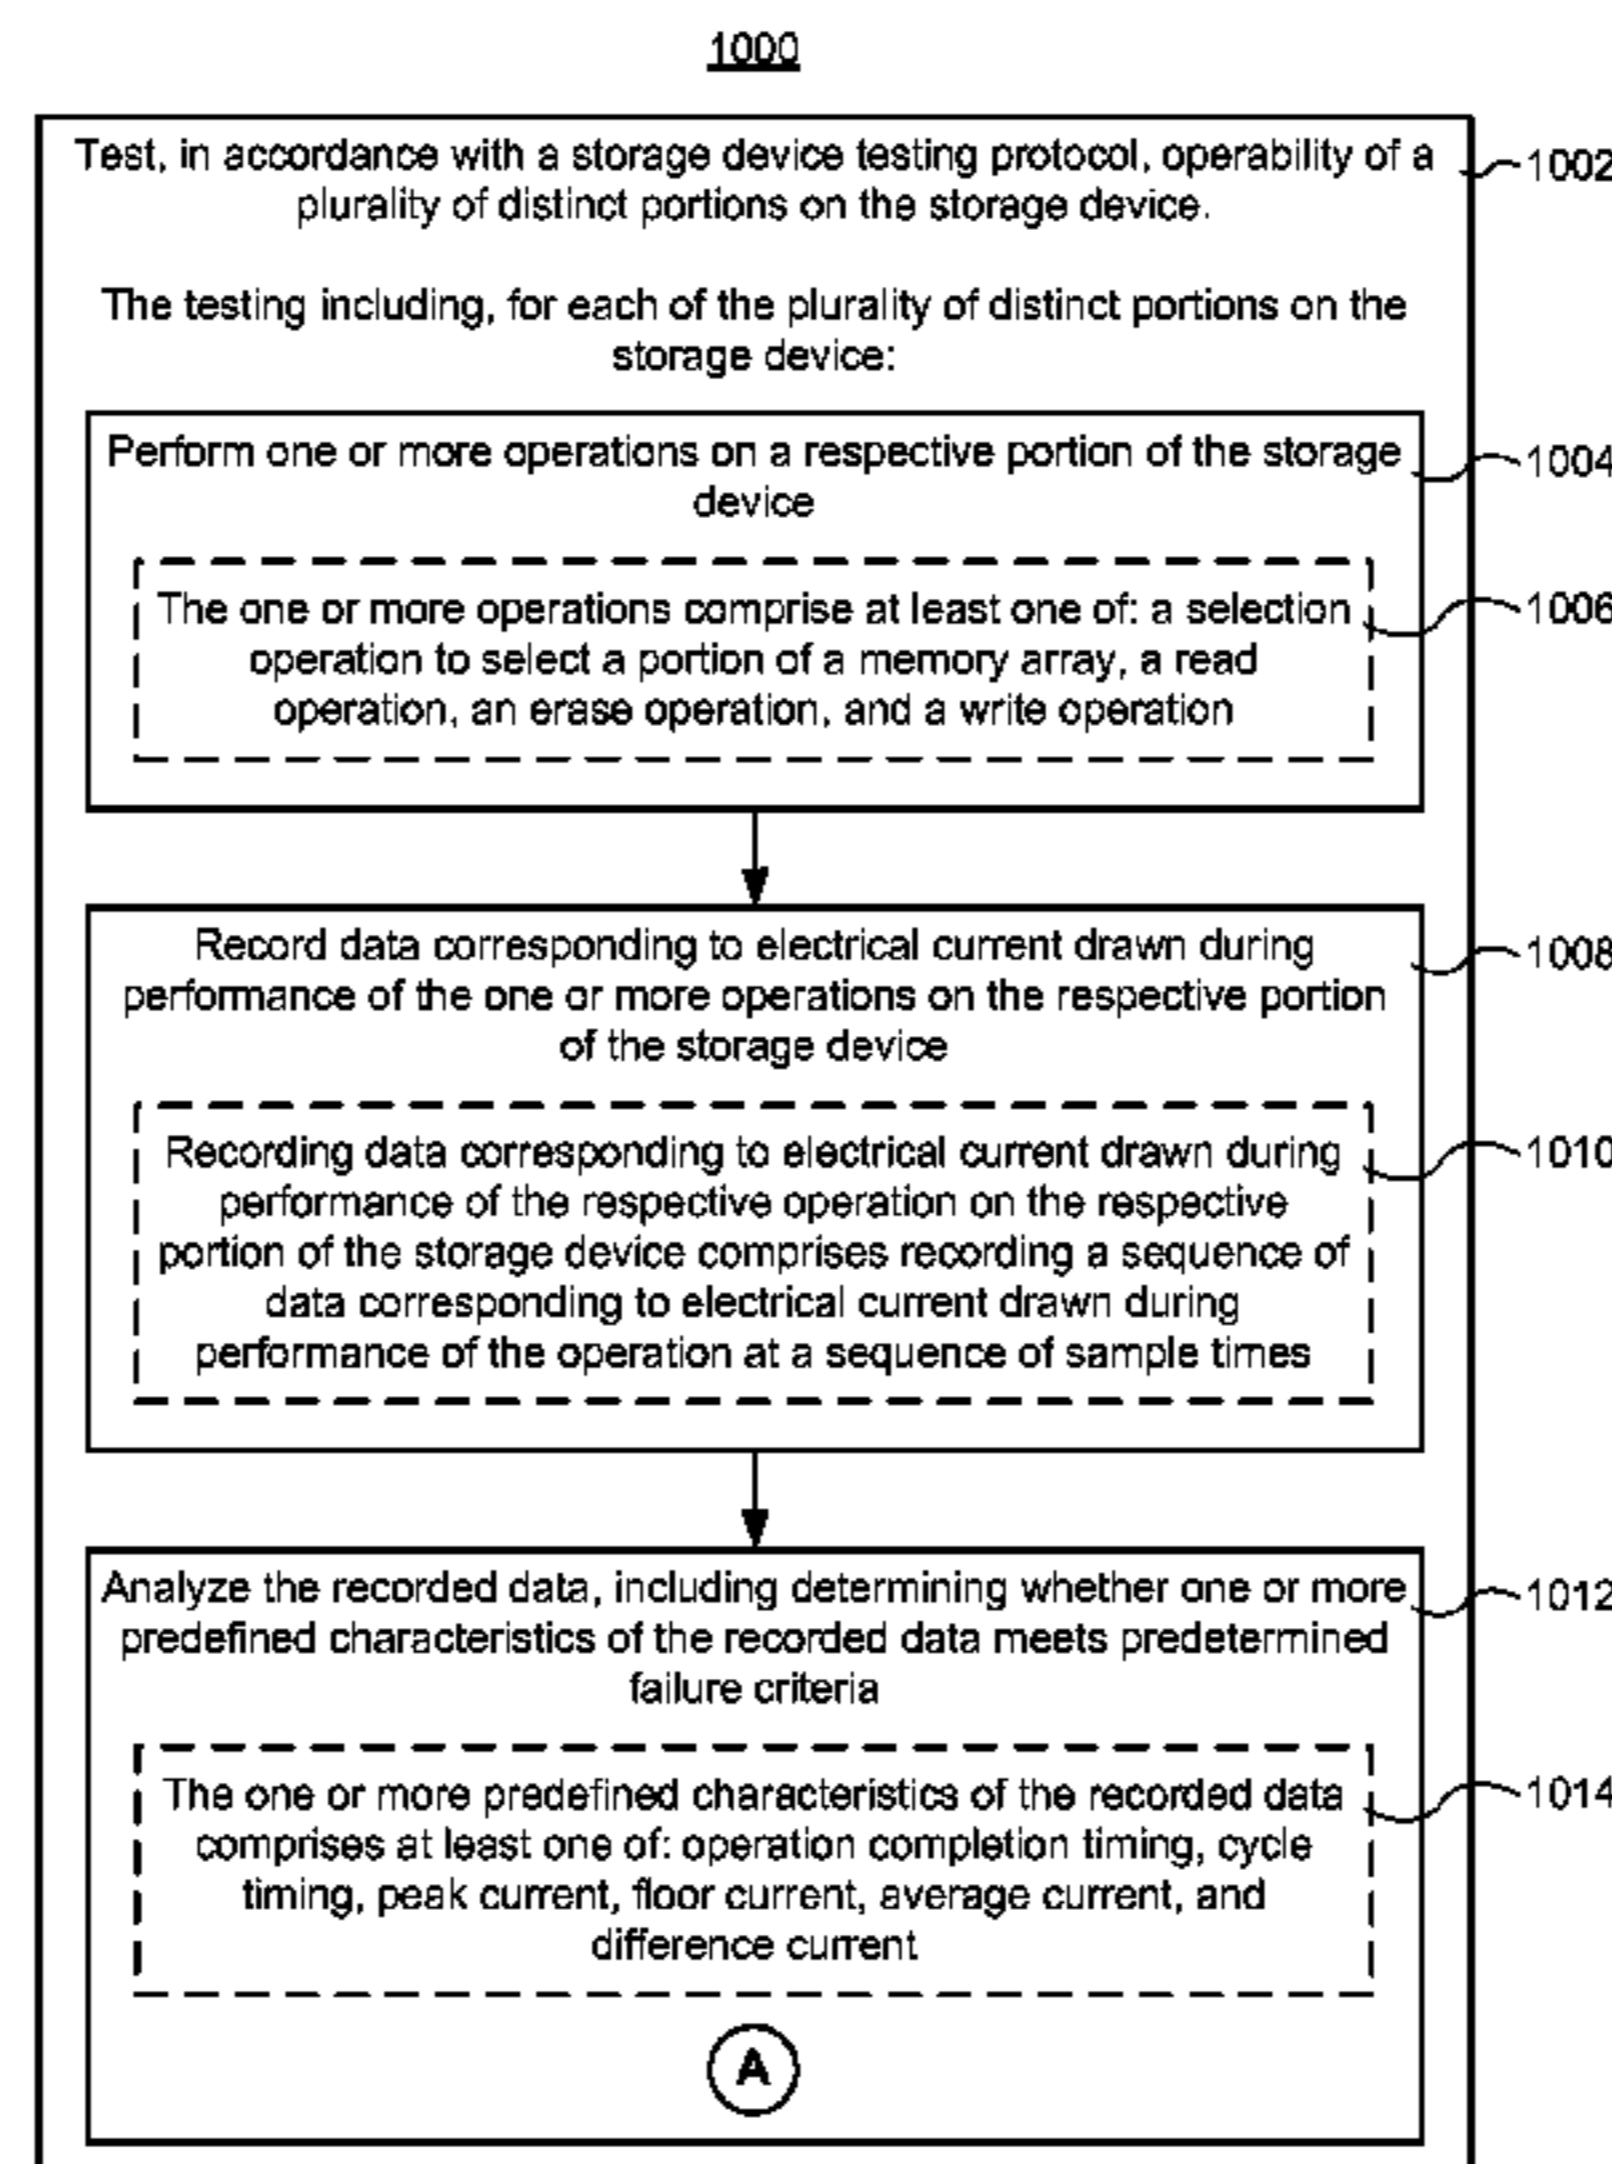 1000
Test, in accordance with a storage device testing protocol, operability of a
plurality of distinct portions on the storage device.
1002
The testing including, for each of the plurality of distinct portions on the
storage device:
Perform one or more operations on a respective portion of the storage
device
1004
The one or more operations comprise at least one of: a selection
operation to select a portion of a memory array, a read
operation, an erase operation, and a write operation
1006
Record data corresponding to electrical current drawn during
performance of the one or more operations on the respective portion
of the storage device
1008
Recording data corresponding to electrical current drawn during
performance of the respective operation on the respective
portion of the storage device comprises recording a sequence of
data corresponding to electrical current drawn during
performance of the operation at a sequence of sample times
1010
Analyze the recorded data, including determining whether one or more
predefined characteristics of the recorded data meets predetermined
failure criteria
1012
The one or more predefined characteristics of the recorded data
comprises at least one of: operation completion timing, cycle
timing, peak current, floor current, average current, and
difference current
1014
A